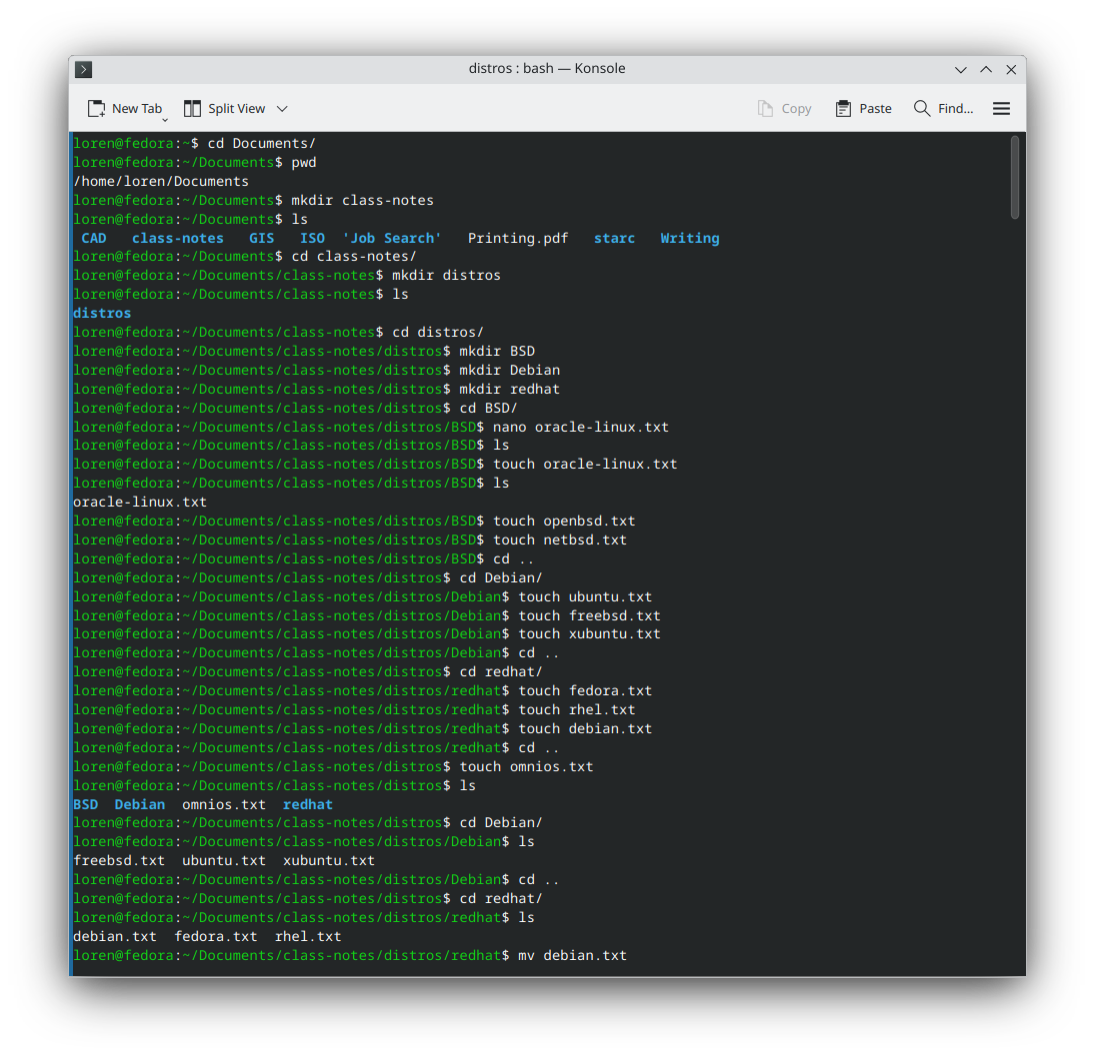 distros : bash — Konsole
New Tab Split View Copy Paste Find...
loren@fedora:~$ cd Documents/
loren@fedora:~/Documents$ pwd
/home/loren/Documents
loren@fedora:~/Documents$ mkdir class-notes
loren@fedora:~/Documents$ ls
CAD class-notes GIS ISO 'Job Search' Printing.pdf starc Writing
loren@fedora:~/Documents$ cd class-notes/
loren@fedora:~/Documents/class-notes$ mkdir distros
loren@fedora:~/Documents/class-notes$ ls
distros
loren@fedora:~/Documents/class-notes$ cd distros/
loren@fedora:~/Documents/class-notes/distros$ mkdir BSD
loren@fedora:~/Documents/class-notes/distros$ mkdir Debian
loren@fedora:~/Documents/class-notes/distros$ mkdir redhat
loren@fedora:~/Documents/class-notes/distros$ cd BSD/
loren@fedora:~/Documents/class-notes/distros/BSD$ nano oracle-linux.txt
loren@fedora:~/Documents/class-notes/distros/BSD$ ls
loren@fedora:~/Documents/class-notes/distros/BSD$ touch oracle-linux.txt
loren@fedora:~/Documents/class-notes/distros/BSD$ ls
oracle-linux.txt
loren@fedora:~/Documents/class-notes/distros/BSD$ touch openbsd.txt
loren@fedora:~/Documents/class-notes/distros/BSD$ touch netbsd.txt
loren@fedora:~/Documents/class-notes/distros/BSD$ cd ..
loren@fedora:~/Documents/class-notes/distros$ cd Debian/
loren@fedora:~/Documents/class-notes/distros/Debian$ touch ubuntu.txt
loren@fedora:~/Documents/class-notes/distros/Debian$ touch freebsd.txt
loren@fedora:~/Documents/class-notes/distros/Debian$ touch xubuntu.txt
loren@fedora:~/Documents/class-notes/distros/Debian$ cd ..
loren@fedora:~/Documents/class-notes/distros$ cd redhat/
loren@fedora:~/Documents/class-notes/distros/redhat$ touch fedora.txt
loren@fedora:~/Documents/class-notes/distros/redhat$ touch rhel.txt
loren@fedora:~/Documents/class-notes/distros/redhat$ touch debian.txt
loren@fedora:~/Documents/class-notes/distros/redhat$ cd ..
loren@fedora:~/Documents/class-notes/distros$ touch omnios.txt
loren@fedora:~/Documents/class-notes/distros$ ls
BSD Debian omnios.txt redhat
loren@fedora:~/Documents/class-notes/distros$ cd Debian/
loren@fedora:~/Documents/class-notes/distros/Debian$ ls
freebsd.txt ubuntu.txt xubuntu.txt
loren@fedora:~/Documents/class-notes/distros/Debian$ cd ..
loren@fedora:~/Documents/class-notes/distros$ cd redhat/
loren@fedora:~/Documents/class-notes/distros/redhat$ ls
debian.txt fedora.txt rhel.txt
loren@fedora:~/Documents/class-notes/distros/redhat$ mv debian.txt